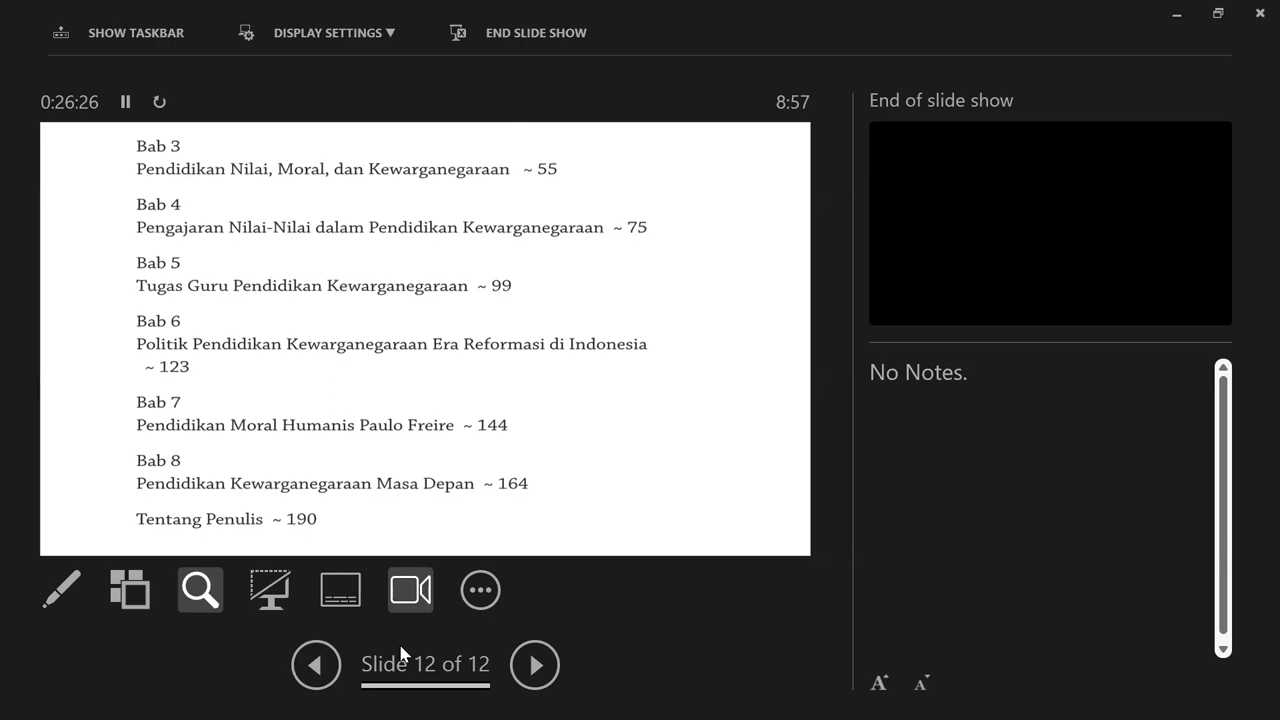 SHOW TASKBAR
DISPLAY SETTINGS ▼
END SLIDE SHOW
0:26:26
8:57
Bab 3
Pendidikan Nilai, Moral, dan Kewarganegaraan ~ 55
Bab 4
Pengajaran Nilai-Nilai dalam Pendidikan Kewarganegaraan ~ 75
Bab 5
Tugas Guru Pendidikan Kewarganegaraan ~ 99
Bab 6
Politik Pendidikan Kewarganegaraan Era Reformasi di Indonesia
~ 123
Bab 7
Pendidikan Moral Humanis Paulo Freire ~ 144
Bab 8
Pendidikan Kewarganegaraan Masa Depan ~ 164
Tentang Penulis ~ 190
Slide 12 of 12
End of slide show
No Notes.
A A